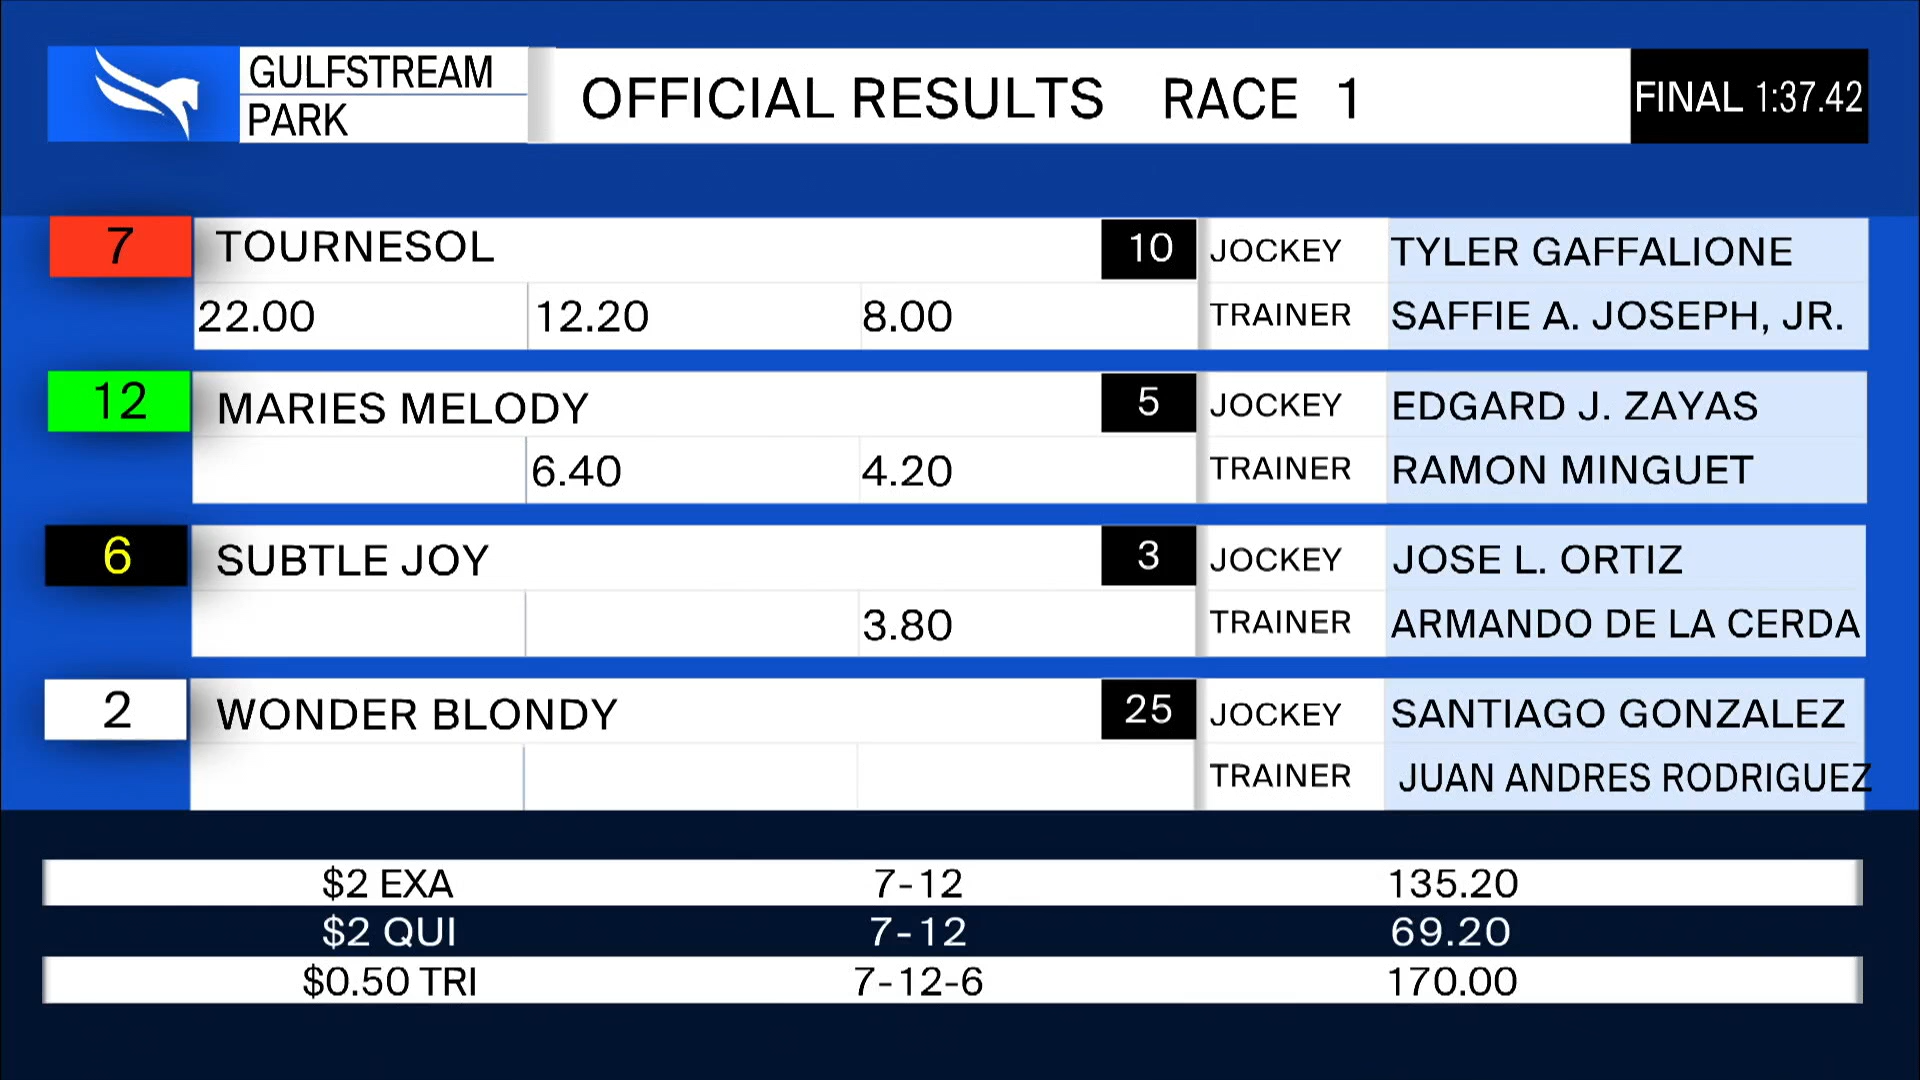 GULFSTREAM
PARK
OFFICIAL RESULTS RACE 1
FINAL 1:37.42
7 TOURNESOL 10 JOCKEY TYLER GAFFALIONE
22.00 12.20 8.00 TRAINER SAFFIE A. JOSEPH, JR.
12 MARIES MELODY 5 JOCKEY EDGARD J. ZAYAS
6.40 4.20 TRAINER RAMON MINGUET
6 SUBTLE JOY 3 JOCKEY JOSE L. ORTIZ
3.80 TRAINER ARMANDO DE LA CERDA
2 WONDER BLONDY 25 JOCKEY SANTIAGO GONZALEZ
TRAINER JUAN ANDRES RODRIGUEZ
$2 EXA 7-12 135.20
$2 QUI 7-12 69.20
$0.50 TRI 7-12-6 170.00